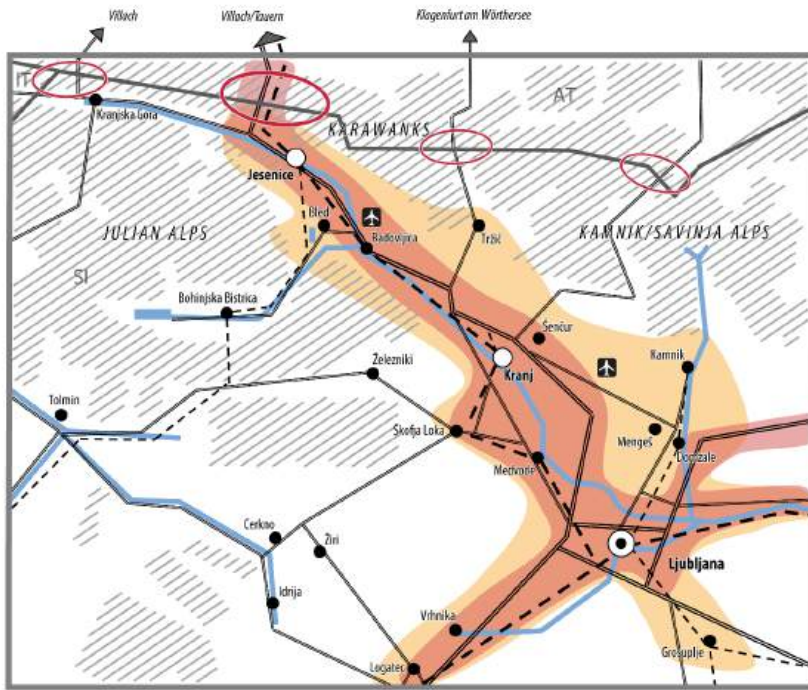 Villach
Villach/Tauern
Klagenfurt am Wörthersee
IT
AT
Kranjska Gora
KARAWANKS
Jesenice
JULIAN ALPS
Bled
Radovljica
Tržič
KAMNIK/SAVINJA ALPS
SI
Bohinjska Bistrica
Šenčur
Železniki
Kranj
Kamnik
Tolmin
Škofja Loka
Mengeš
Medvode
Domžale
Cerkno
Žiri
Ljubljana
Idrija
Vrhnika
Grosuplje
Logatec